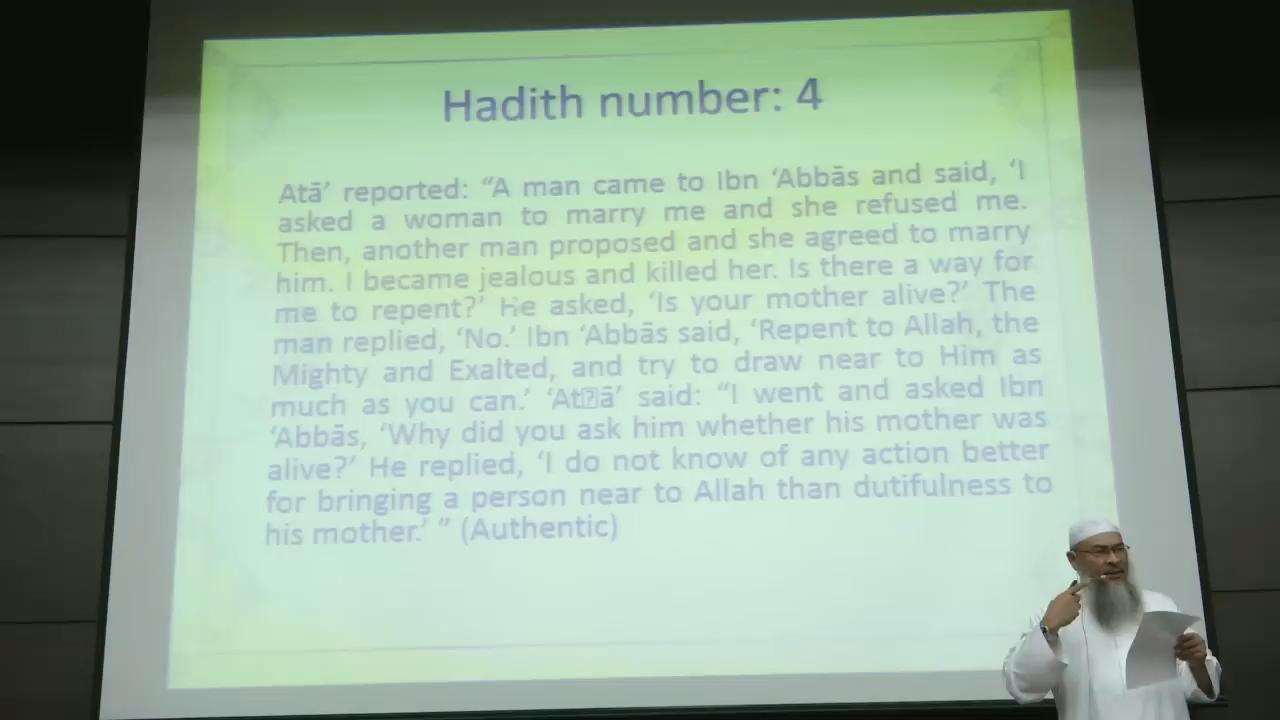 Hadith number: 4
Atā’ reported: “A man came to Ibn ‘Abbās and said, ‘I
asked a woman to marry me and she refused me.
Then, another man proposed and she agreed to marry
him. I became jealous and killed her. Is there a way for
me to repent?’ He asked, ‘Is your mother alive?’ The
man replied, ‘No.’ Ibn ‘Abbās said, ‘Repent to Allah, the
Mighty and Exalted, and try to draw near to Him as
much as you can.’ ‘At�ā’ said: “I went and asked Ibn
‘Abbās, ‘Why did you ask him whether his mother was
alive?’ He replied, ‘I do not know of any action better
for bringing a person near to Allah than dutifulness to
his mother.’ ” (Authentic)